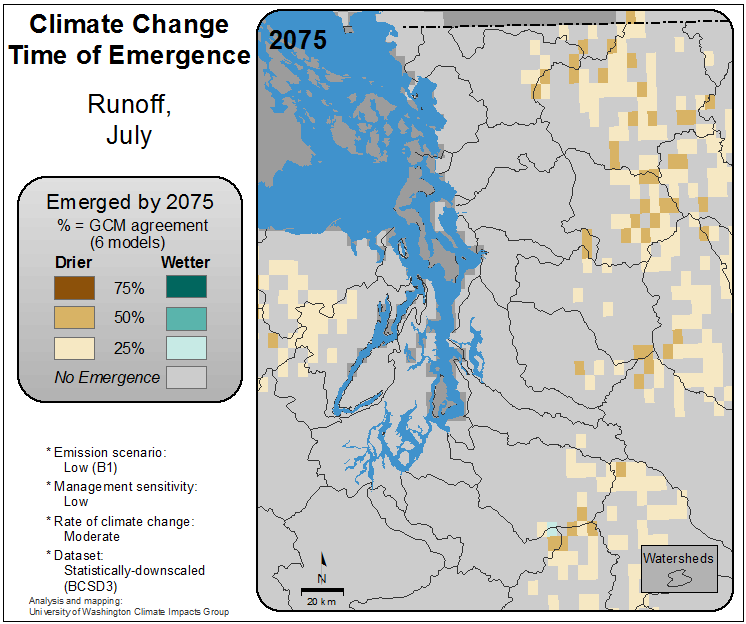 Climate Change
Time of Emergence
Runoff,
July
Emerged by 2075
% = GCM agreement
(6 models)
Drier Wetter
75%
50%
25%
No Emergence
* Emission scenario:
Low (B1)
* Management sensitivity:
Low
* Rate of climate change:
Moderate
* Dataset:
Statistically-downscaled
(BCSD3)
Analysis and mapping:
University of Washington Climate Impacts Group
2075
N
20 km
Watersheds